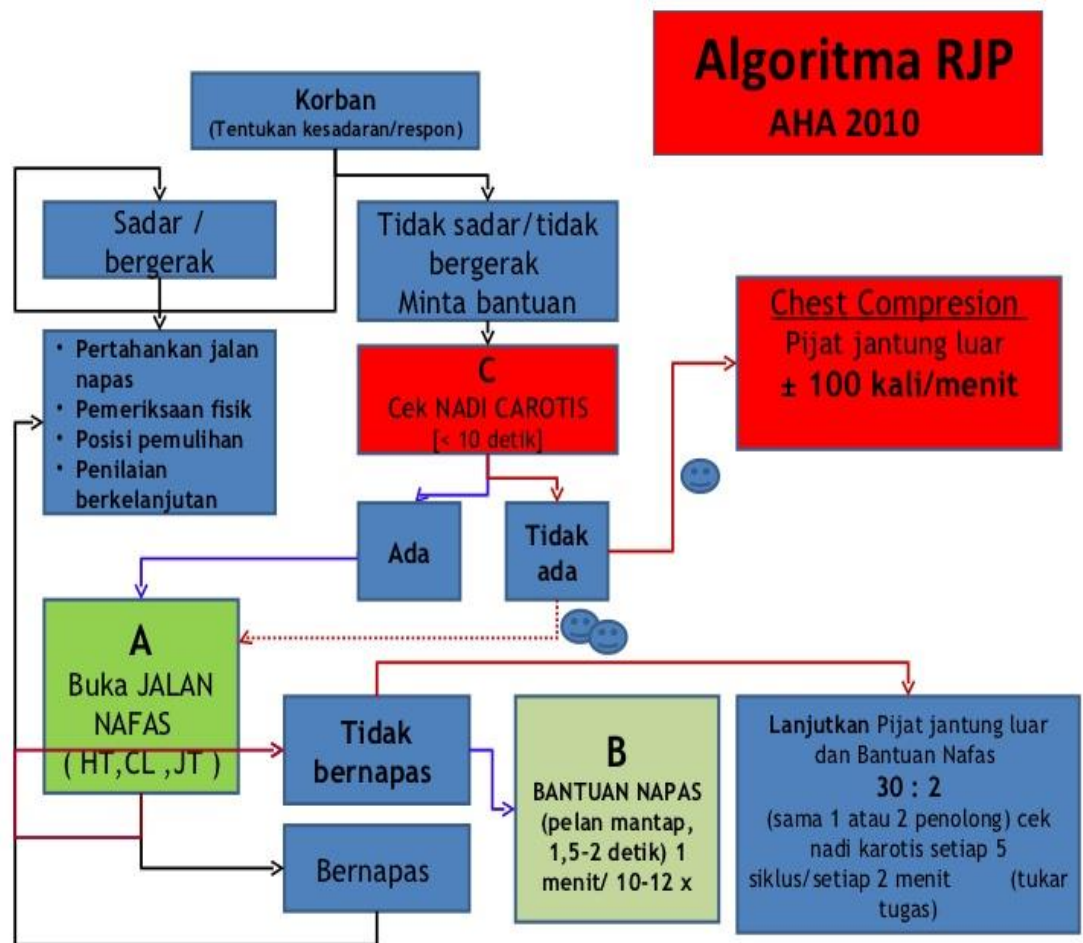 Algoritma RJP
AHA 2010
Korban
(Tentukan kesadaran/respon)
Sadar /
bergerak
Tidak sadar/tidak
bergerak
Minta bantuan
• Pertahankan jalan
napas
• Pemeriksaan fisik
• Posisi pemulihan
• Penilaian
berkelanjutan
C
Cek NADI CAROTIS
[< 10 detik]
Chest Compresion
Pijat jantung luar
± 100 kali/menit
Ada
Tidak
ada
A
Buka JALAN
NAFAS
( HT,CL ,JT )
Tidak
bernapas
Bernapas
B
BANTUAN NAPAS
(pelan mantap,
1,5-2 detik) 1
menit/ 10-12 x
Lanjutkan Pijat jantung luar
dan Bantuan Nafas
30 : 2
(sama 1 atau 2 penolong) cek
nadi karotis setiap 5
siklus/setiap 2 menit (tukar
tugas)